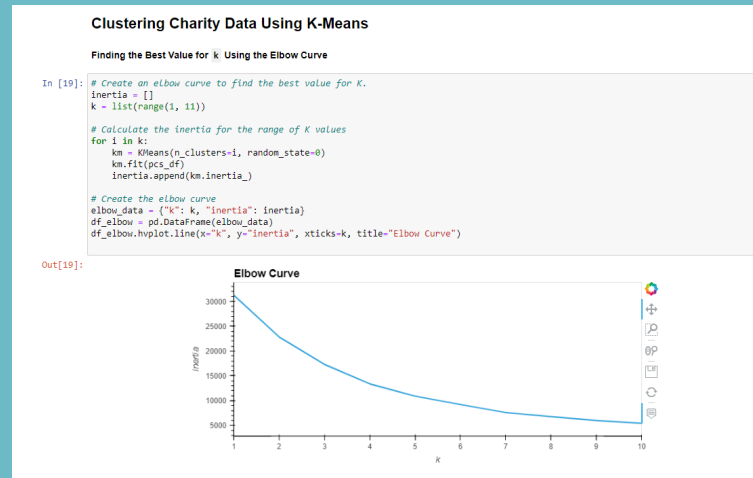 Clustering Charity Data Using K-Means
Finding the Best Value for k Using the Elbow Curve
In [19]: # Create an elbow curve to find the best value for K.
inertia = []
k = list(range(1, 11))
# Calculate the inertia for the range of K values
for i in k:
    km = KMeans(n_clusters=i, random_state=0)
    km.fit(pcs_df)
    inertia.append(km.inertia_)
# Create the elbow curve
elbow_data = {"k": k, "inertia": inertia}
df_elbow = pd.DataFrame(elbow_data)
df_elbow.hvplot.line(x="k", y="inertia", xticks=k, title="Elbow Curve")
Out[19]:
Elbow Curve
30000
25000
20000
15000
10000
5000
inertia
1 2 3 4 5 6 7 8 9 10
k